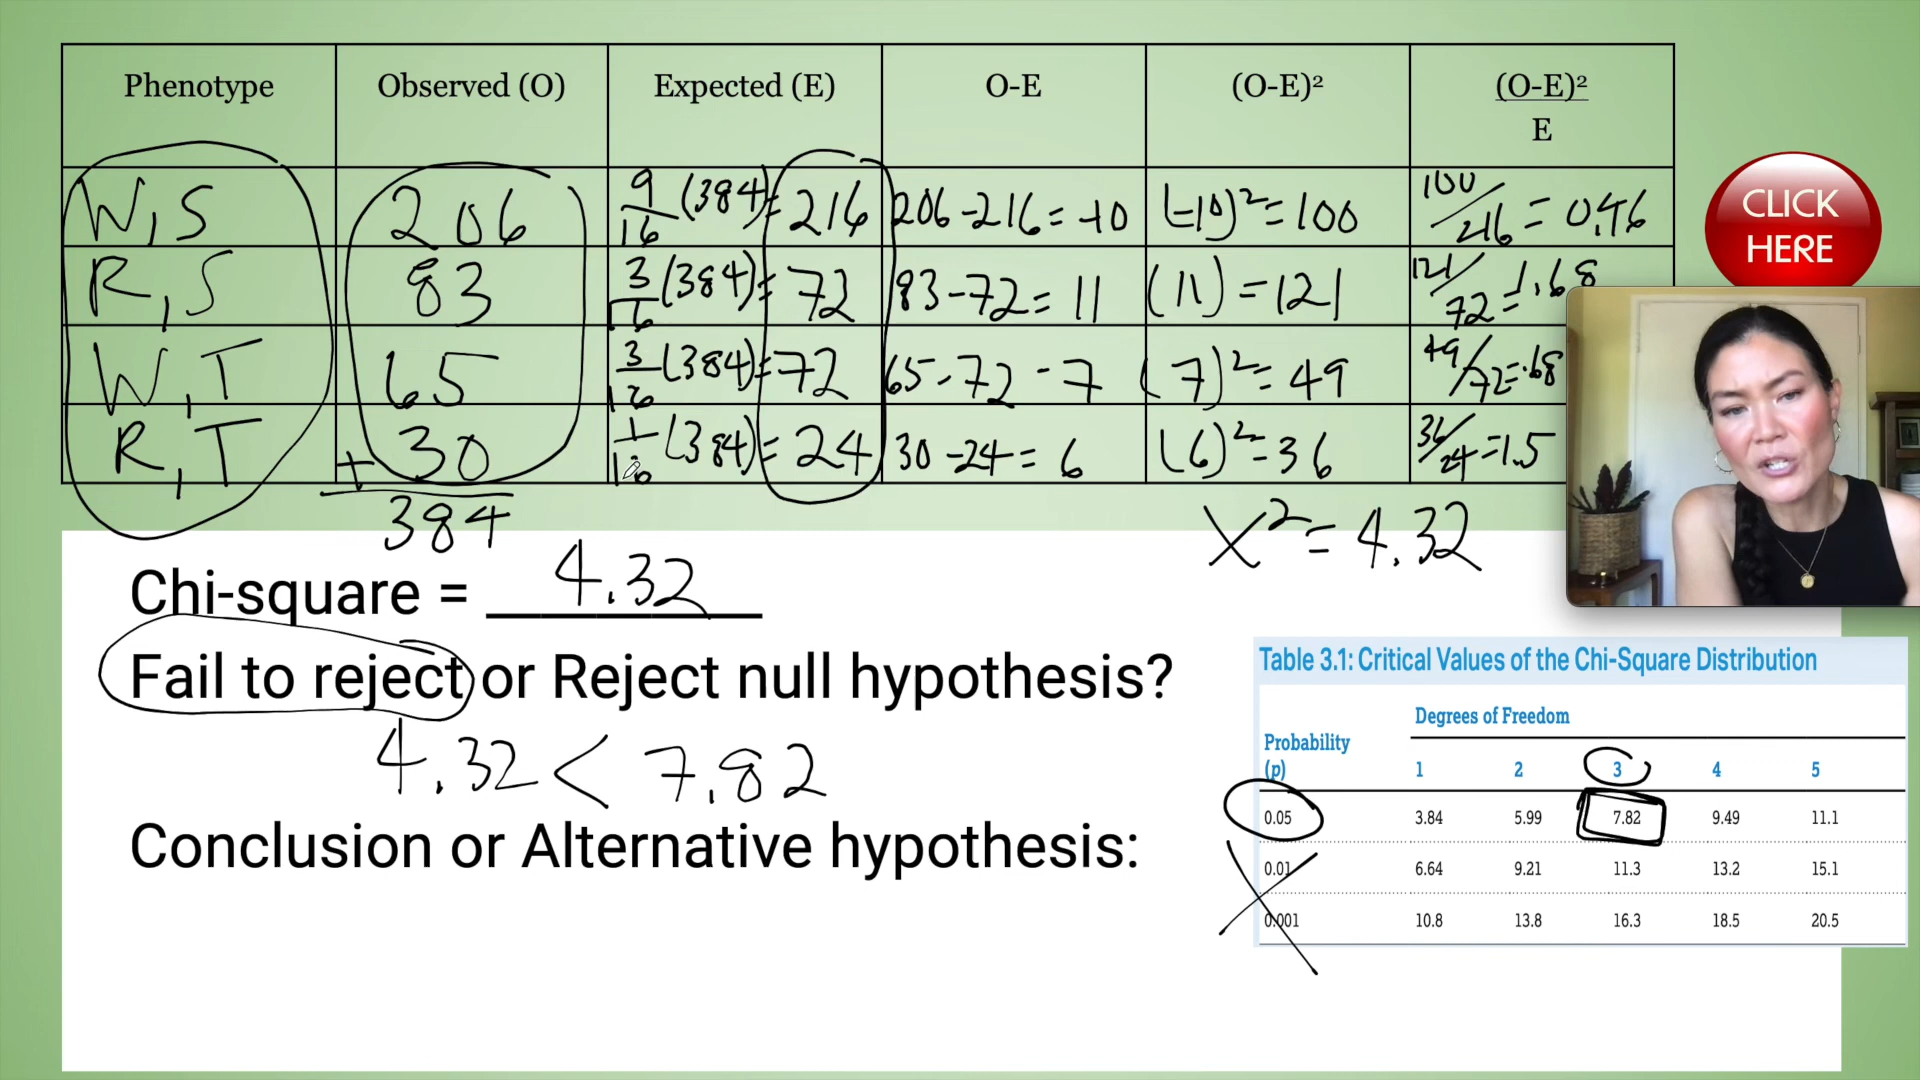 Phenotype Observed (O) Expected (E) O-E (O-E)² (O-E)²
E
W,S 206 9/16 (384)= 216 206-216=-10 (-10)²=100 100/216 = 0.46
R,S 83 3/16 (384)= 72 83-72=11 (11)=121 121/72=1.68
W,T 65 3/16 (384)=72 65-72-7 (7)²=49 49/72=.68
R,T +30 1/16 (384)=24 30-24=6 (6)²=36 36/24=1.5
384
X²=4.32
CLICK
HERE
Chi-square = 4.32
Fail to reject or Reject null hypothesis?
4.32 < 7.82
Conclusion or Alternative hypothesis:
Table 3.1: Critical Values of the Chi-Square Distribution
Degrees of Freedom
Probability
(p) 1 2 3 4 5
0.05 3.84 5.99 7.82 9.49 11.1
0.01 6.64 9.21 11.3 13.2 15.1
0.001 10.8 13.8 16.3 18.5 20.5